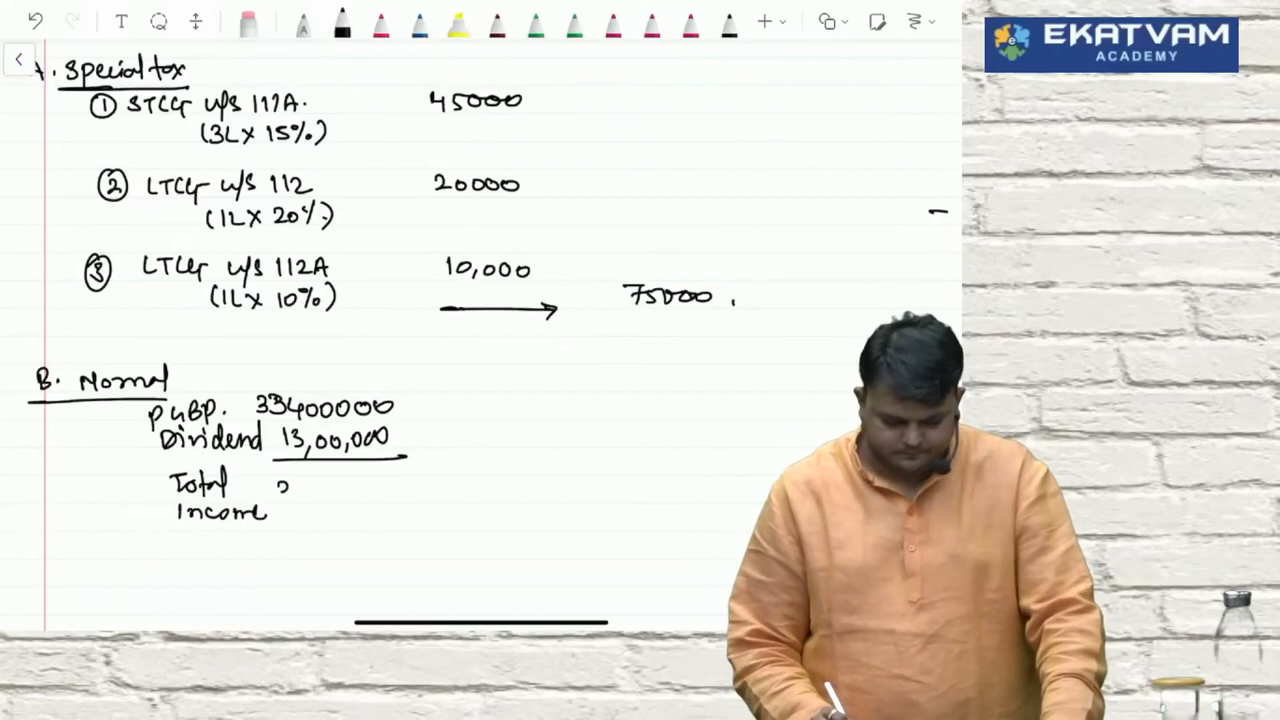 EKATVAM
ACADEMY
A. Special tax
① STCG u/s 111A. 45000
(3L x 15%)
② LTCG u/s 112 20000
(1L x 20%)
③ LTCG u/s 112A 10,000
(1L x 10%) 75000.
B. Normal
PGBP. 33400000
Dividend 13,00,000
Total
Income